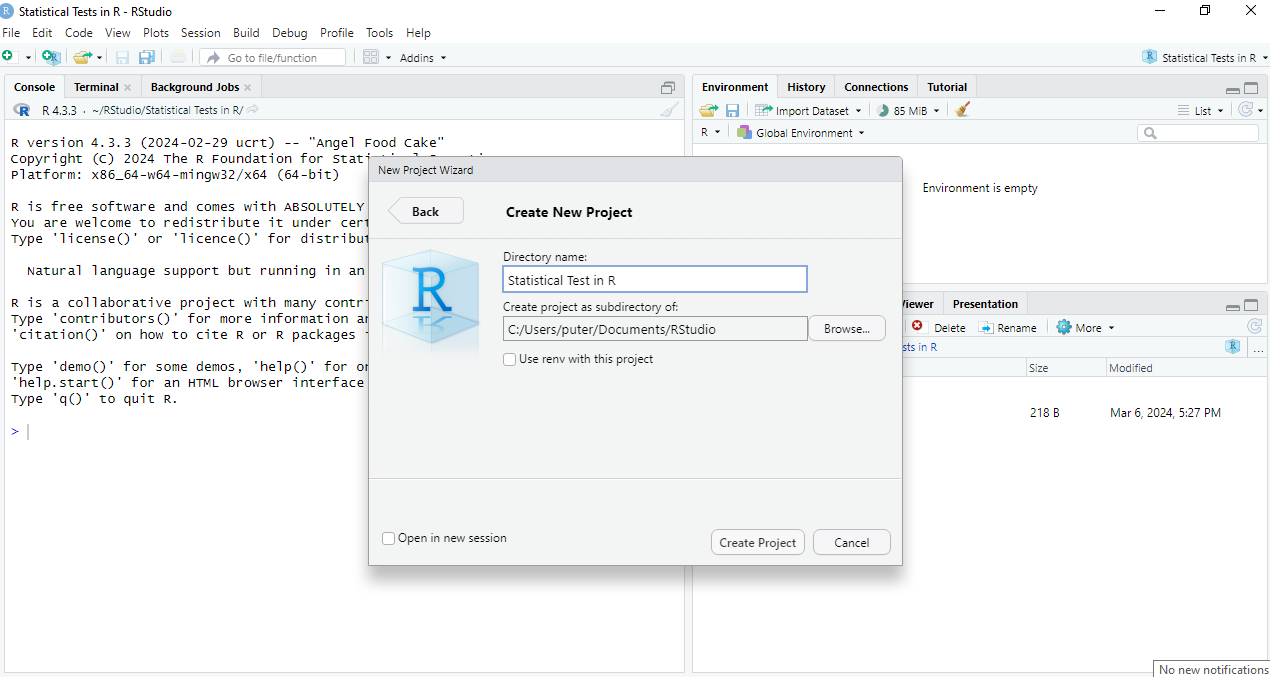 Statistical Tests in R - RStudio
File Edit Code View Plots Session Build Debug Profile Tools Help
Go to file/function Addins Statistical Tests in R
Console Terminal Background Jobs
R 4.3.3 · ~/RStudio/Statistical Tests in R/
R version 4.3.3 (2024-02-29 ucrt) -- "Angel Food Cake"
Copyright (C) 2024 The R Foundation for
Platform: x86_64-w64-mingw32/x64 (64-bit)
R is free software and comes with ABSOLUTELY
You are welcome to redistribute it under
Type 'license()' or 'licence()' for
Natural language support but running in an
R is a collaborative project with many
Type 'contributors()' for more information
'citation()' on how to cite R or R packages
Type 'demo()' for some demos, 'help()' for
'help.start()' for an HTML browser interface
Type 'q()' to quit R.
>
New Project Wizard
Back
Create New Project
R
Directory name:
Statistical Test in R
Create project as subdirectory of:
C:/Users/puter/Documents/RStudio
Browse...
Use renv with this project
Open in new session
Create Project Cancel
Environment History Connections Tutorial
Import Dataset 85 MiB List
R Global Environment
Environment is empty
Viewer Presentation
Delete Rename More
sts in R ...
Size Modified
218 B Mar 6, 2024, 5:27 PM
No new notifications